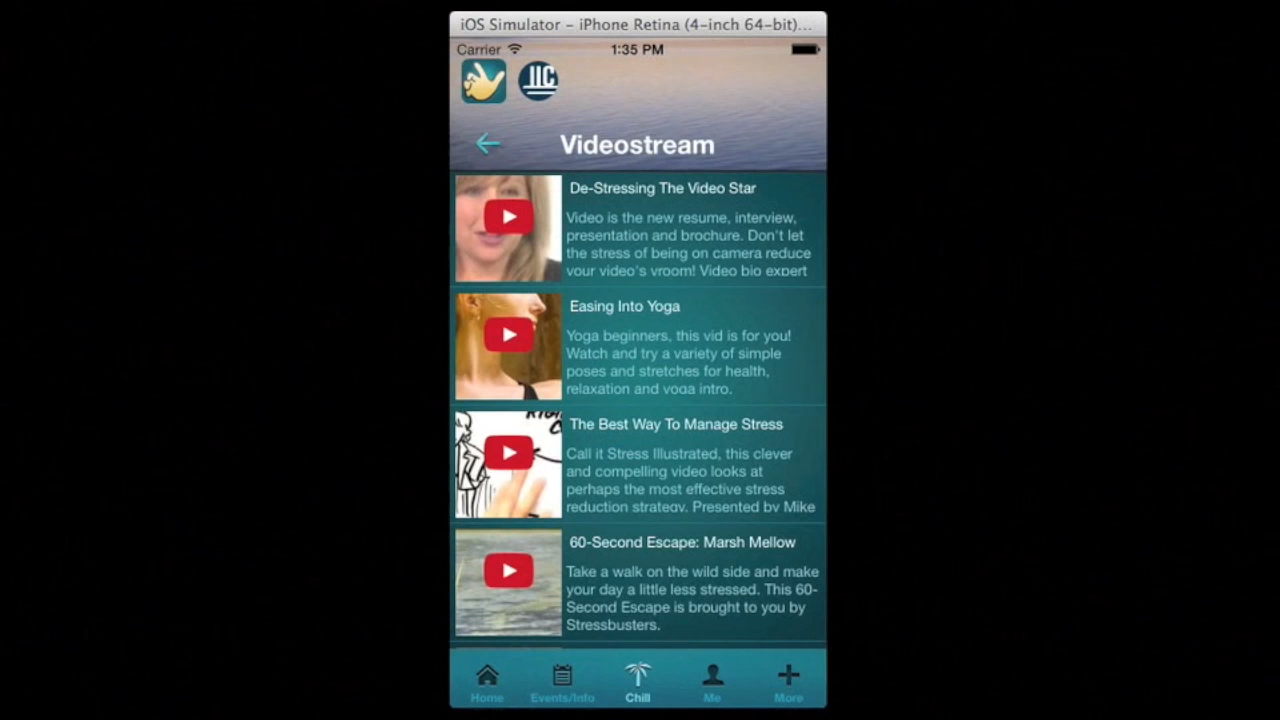 iOS Simulator – iPhone Retina (4-inch 64-bit)...
Carrier 1:35 PM
IIC
Videostream
De-Stressing The Video Star
Video is the new resume, interview,
presentation and brochure. Don't let
the stress of being on camera reduce
your video's vroom! Video bio expert
Easing Into Yoga
Yoga beginners, this vid is for you!
Watch and try a variety of simple
poses and stretches for health,
relaxation and yoga intro.
The Best Way To Manage Stress
Call it Stress Illustrated, this clever
and compelling video looks at
perhaps the most effective stress
reduction strategy. Presented by Mike
60-Second Escape: Marsh Mellow
Take a walk on the wild side and make
your day a little less stressed. This 60-
Second Escape is brought to you by
Stressbusters.
Home Events/Info Chill Me More